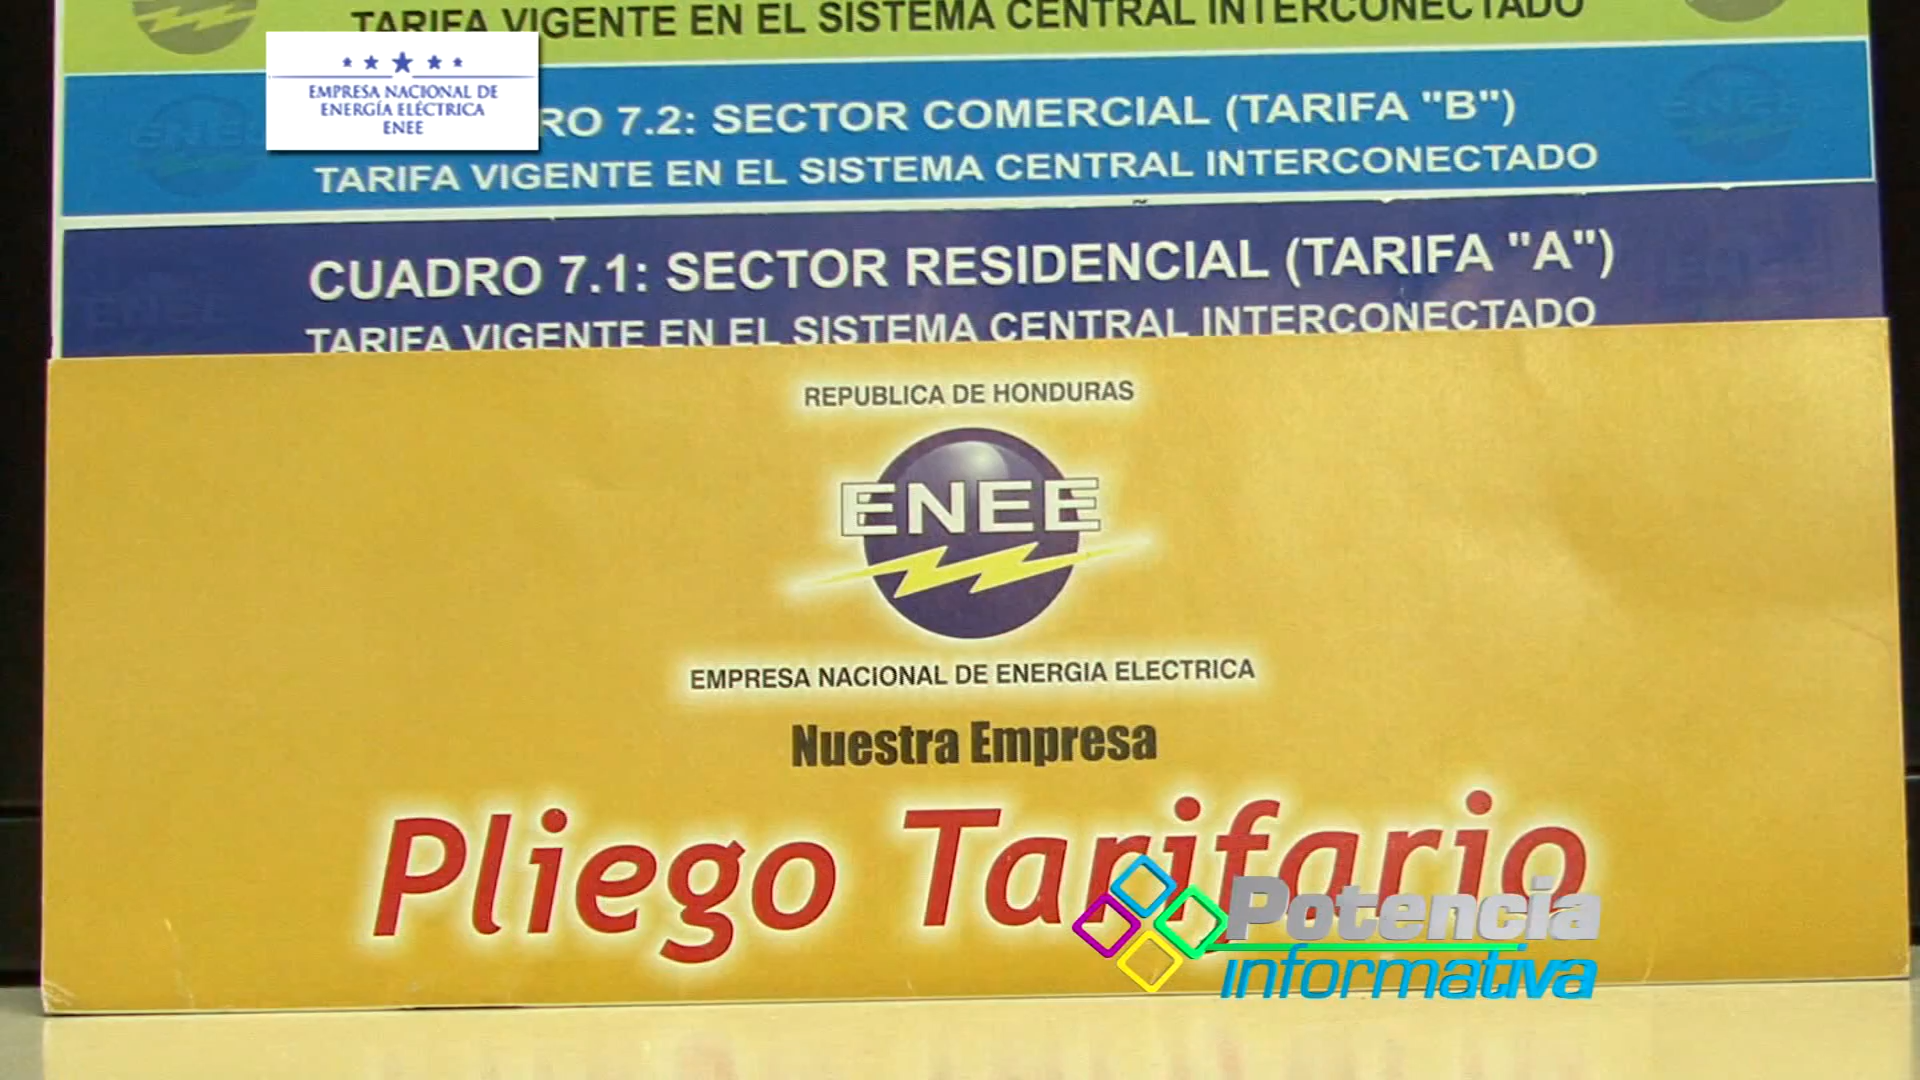 TARIFA VIGENTE EN EL SISTEMA CENTRAL INTERCONECTADO
EMPRESA NACIONAL DE
ENERGÍA ELÉCTRICA
ENEE
RO 7.2: SECTOR COMERCIAL (TARIFA "B")
TARIFA VIGENTE EN EL SISTEMA CENTRAL INTERCONECTADO
CUADRO 7.1: SECTOR RESIDENCIAL (TARIFA "A")
TARIFA VIGENTE EN EL SISTEMA CENTRAL INTERCONECTADO
REPUBLICA DE HONDURAS
ENEE
EMPRESA NACIONAL DE ENERGIA ELECTRICA
Nuestra Empresa
Pliego Tarifario
Potencia
informativa